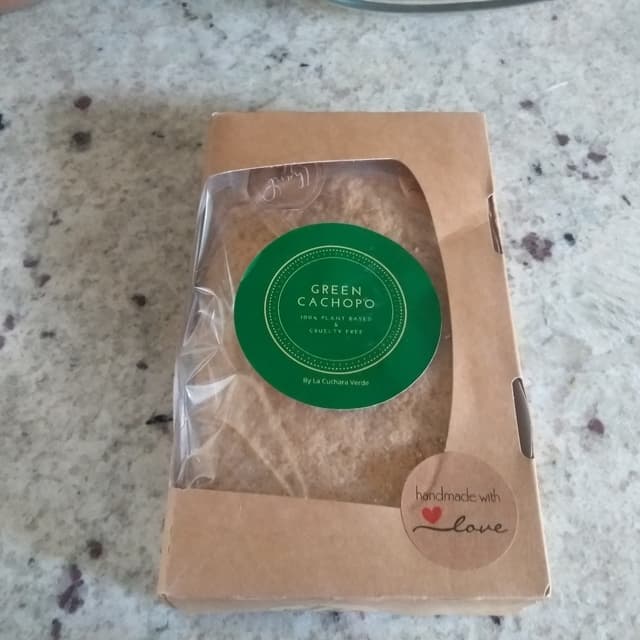 GREEN
CACHOPO
100% PLANT BASED
&
CRUELTY FREE
By La Cuchara Verde
handmade with
love